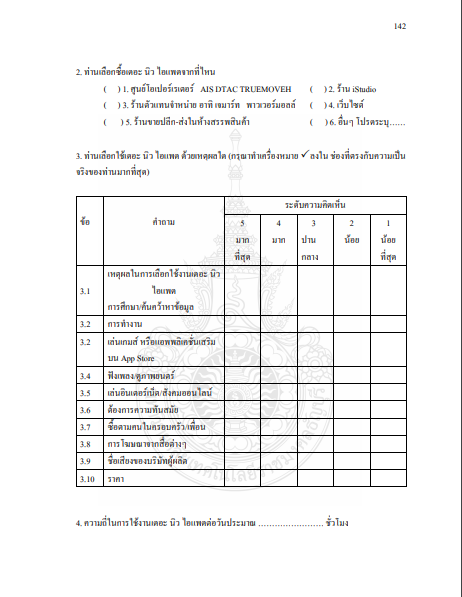 142
2. ท่านเลือกซื้อเดอะ นิว ไอแพดจากที่ไหน
( ) 1. ศูนย์โอเปอร์เรเตอร์ AIS DTAC TRUEMOVEH ( ) 2. ร้าน iStudio
( ) 3. ร้านตัวแทนจำหน่าย อาทิ เจมาร์ท พาวเวอร์มอลล์ ( ) 4. เว็บไซต์
( ) 5. ร้านขายปลีก-ส่งในห้างสรรพสินค้า ( ) 6. อื่นๆ โปรดระบุ......
3. ท่านเลือกใช้เดอะ นิว ไอแพด ด้วยเหตุผลใด (กรุณาทำเครื่องหมาย ✓ ลงใน ช่องที่ตรงกับความเป็น
จริงของท่านมากที่สุด)
ข้อ คำถาม ระดับความคิดเห็น
5 4 3 2 1
มาก มาก ปาน น้อย น้อย
ที่สุด กลาง ที่สุด
เหตุผลในการเลือกใช้งานเดอะ นิว
3.1 ไอแพด
การศึกษา/ค้นคว้าหาข้อมูล
3.2 การทำงาน
3.2 เล่นเกมส์ หรือแอพพลิเคชั่นเสริม
บน App Store
3.4 ฟังเพลง/ดูภาพยนตร์
3.5 เล่นอินเตอร์เน็ต/สังคมออนไลน์
3.6 ต้องการความทันสมัย
3.7 ซื้อตามคนในครอบครัว/เพื่อน
3.8 การโฆษณาจากสื่อต่างๆ
3.9 ชื่อเสียงของบริษัทผู้ผลิต
3.10 ราคา
4. ความถี่ในการใช้งานเดอะ นิว ไอแพดต่อวันประมาณ ........................ ชั่วโมง